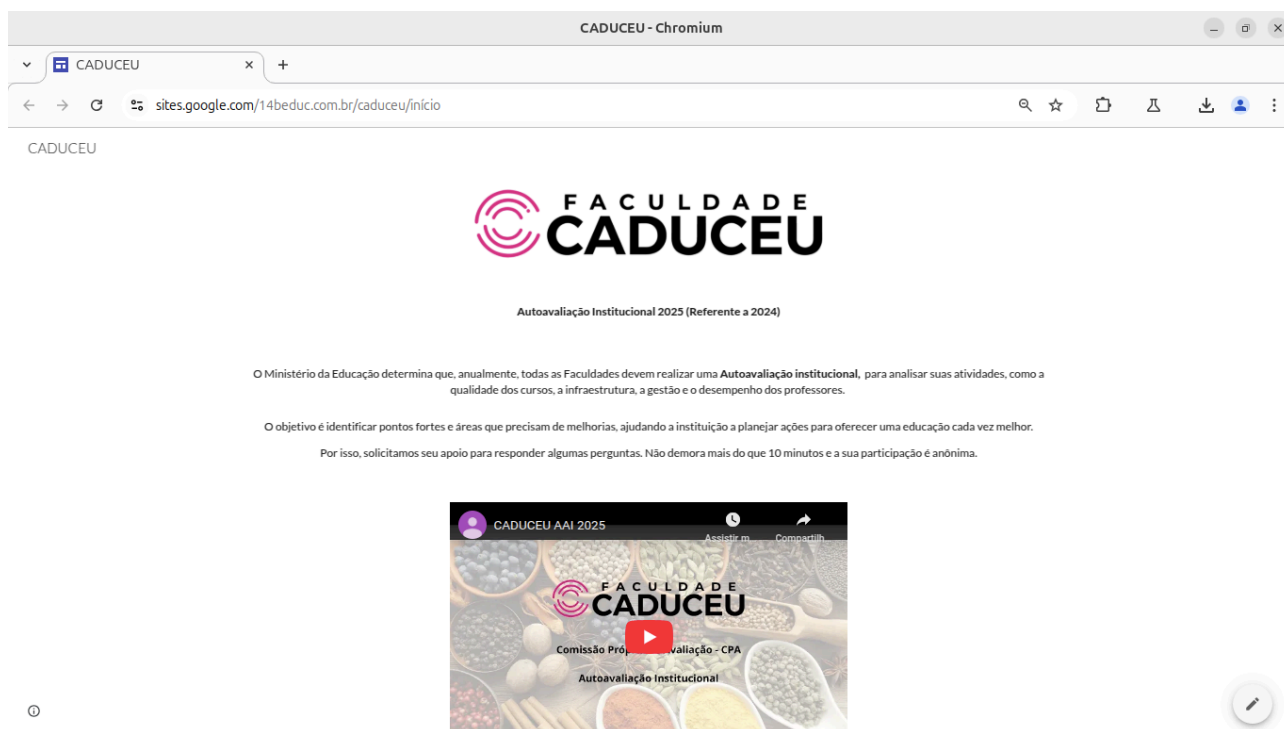 CADUCEU - Chromium
CADUCEU
sites.google.com/14beduc.com.br/caduceu/início
CADUCEU
FACULDADE
CADUCEU
Autoavaliação Institucional 2025 (Referente a 2024)
O Ministério da Educação determina que, anualmente, todas as Faculdades devem realizar uma Autoavaliação institucional, para analisar suas atividades, como a
qualidade dos cursos, a infraestrutura, a gestão e o desempenho dos professores.
O objetivo é identificar pontos fortes e áreas que precisam de melhorias, ajudando a instituição a planejar ações para oferecer uma educação cada vez melhor.
Por isso, solicitamos seu apoio para responder algumas perguntas. Não demora mais do que 10 minutos e a sua participação é anônima.
CADUCEU AAI 2025
Assistir m... Compartilh...
FACULDADE
CADUCEU
Comissão Próp valiação - CPA
Autoavaliação Institucional